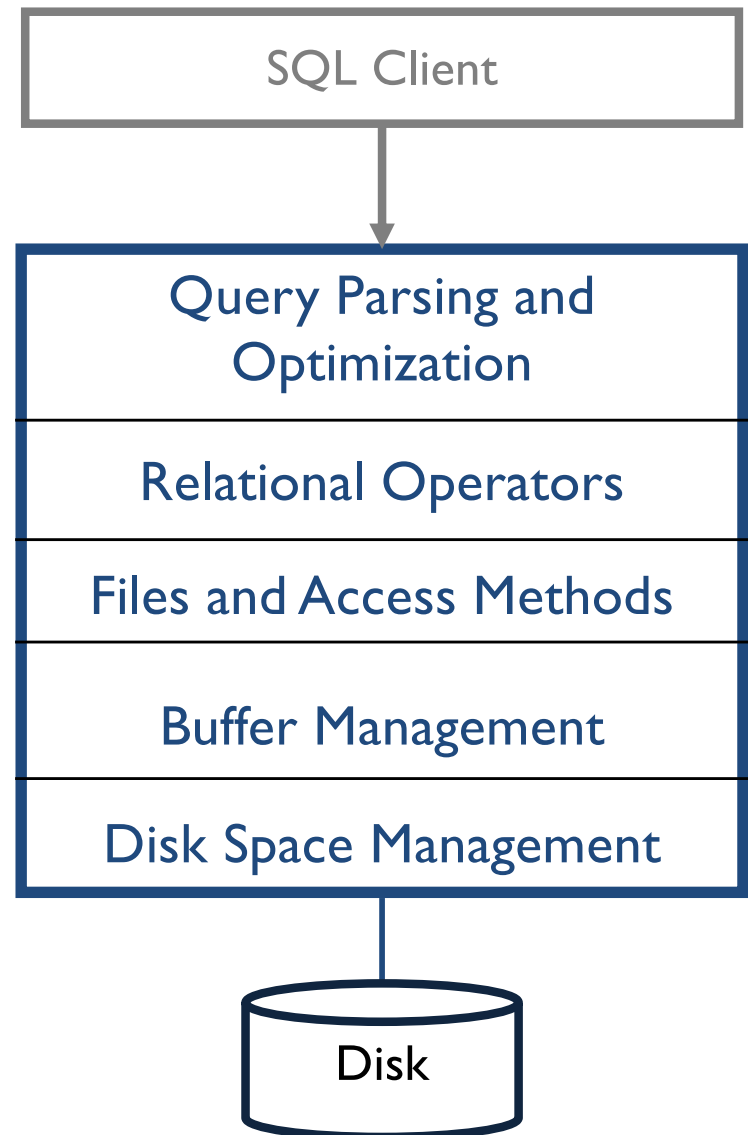 SQL Client
Query Parsing and
Optimization
Relational Operators
Files and Access Methods
Buffer Management
Disk Space Management
Disk